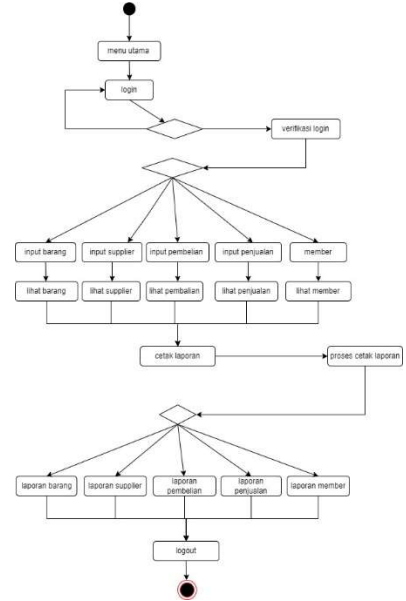 menu utama
login
verifikasi login
input barang
input supplier
input pembelian
input penjualan
member
lihat barang
lihat supplier
lihat pembalian
lihat penjualan
lihat member
cetak laporan
proses cetak laporan
laporan barang
laporan supplier
laporan
pembelian
laporan
penjualan
laporan member
logout